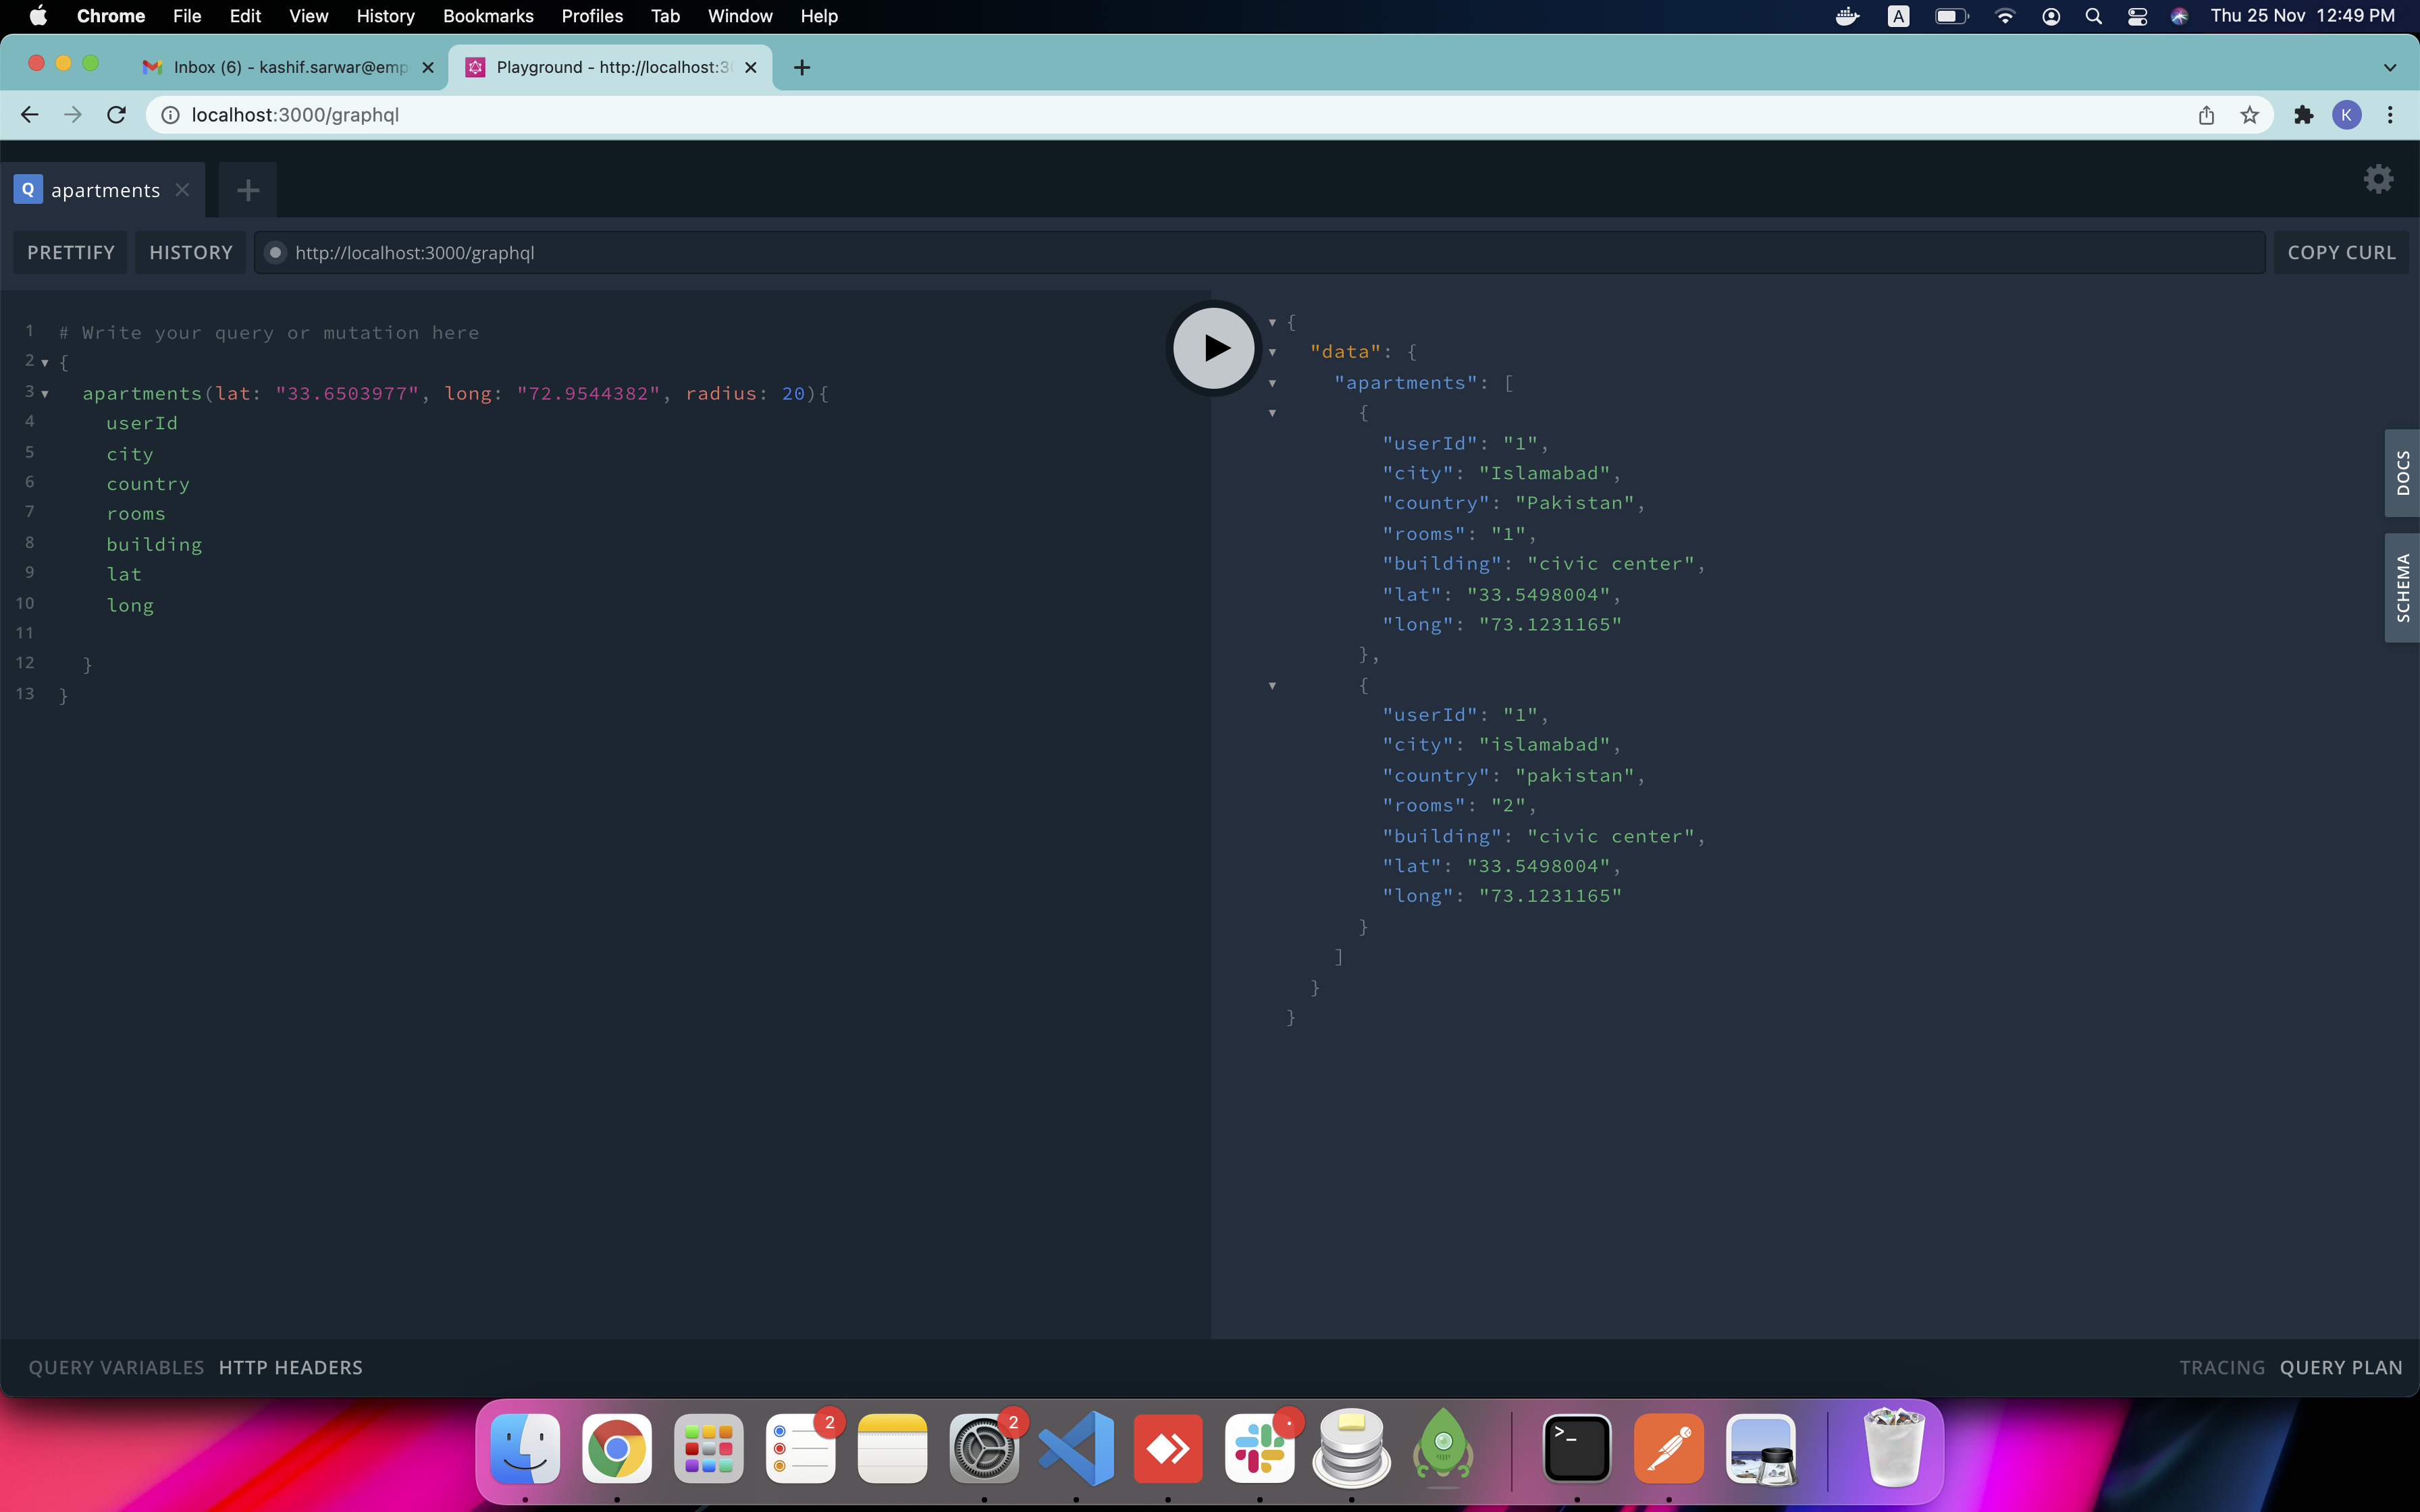 Chrome File Edit View History Bookmarks Profiles Tab Window Help A Thu 25 Nov 12:49 PM
Inbox (6) - kashif.sarwar@emp Playground - http://localhost:3
localhost:3000/graphql K
Q apartments
PRETTIFY HISTORY http://localhost:3000/graphql COPY CURL
1 # Write your query or mutation here
2 {
3 apartments(lat: "33.6503977", long: "72.9544382", radius: 20){
4 userId
5 city
6 country
7 rooms
8 building
9 lat
10 long
11
12 }
13 }
{
"data": {
"apartments": [
{
"userId": "1",
"city": "Islamabad",
"country": "Pakistan",
"rooms": "1",
"building": "civic center",
"lat": "33.5498004",
"long": "73.1231165"
},
{
"userId": "1",
"city": "islamabad",
"country": "pakistan",
"rooms": "2",
"building": "civic center",
"lat": "33.5498004",
"long": "73.1231165"
}
]
}
}
DOCS
SCHEMA
QUERY VARIABLES HTTP HEADERS TRACING QUERY PLAN
2 2
>_